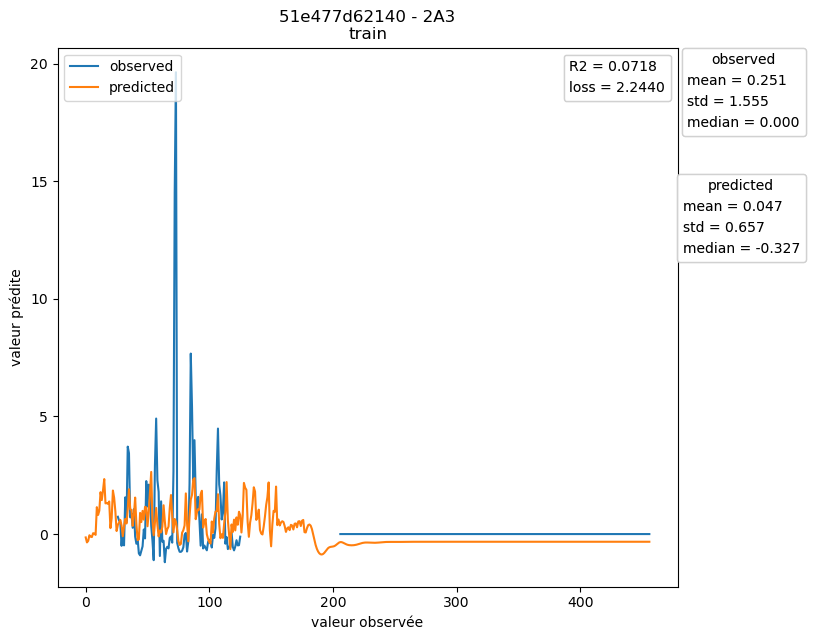 51e477d62140 - 2A3
train
observed
predicted
R2 = 0.0718
loss = 2.2440
observed
mean = 0.251
std = 1.555
median = 0.000
predicted
mean = 0.047
std = 0.657
median = -0.327
20
15
10
5
0
valeur prédite
0
100
200
300
400
valeur observée